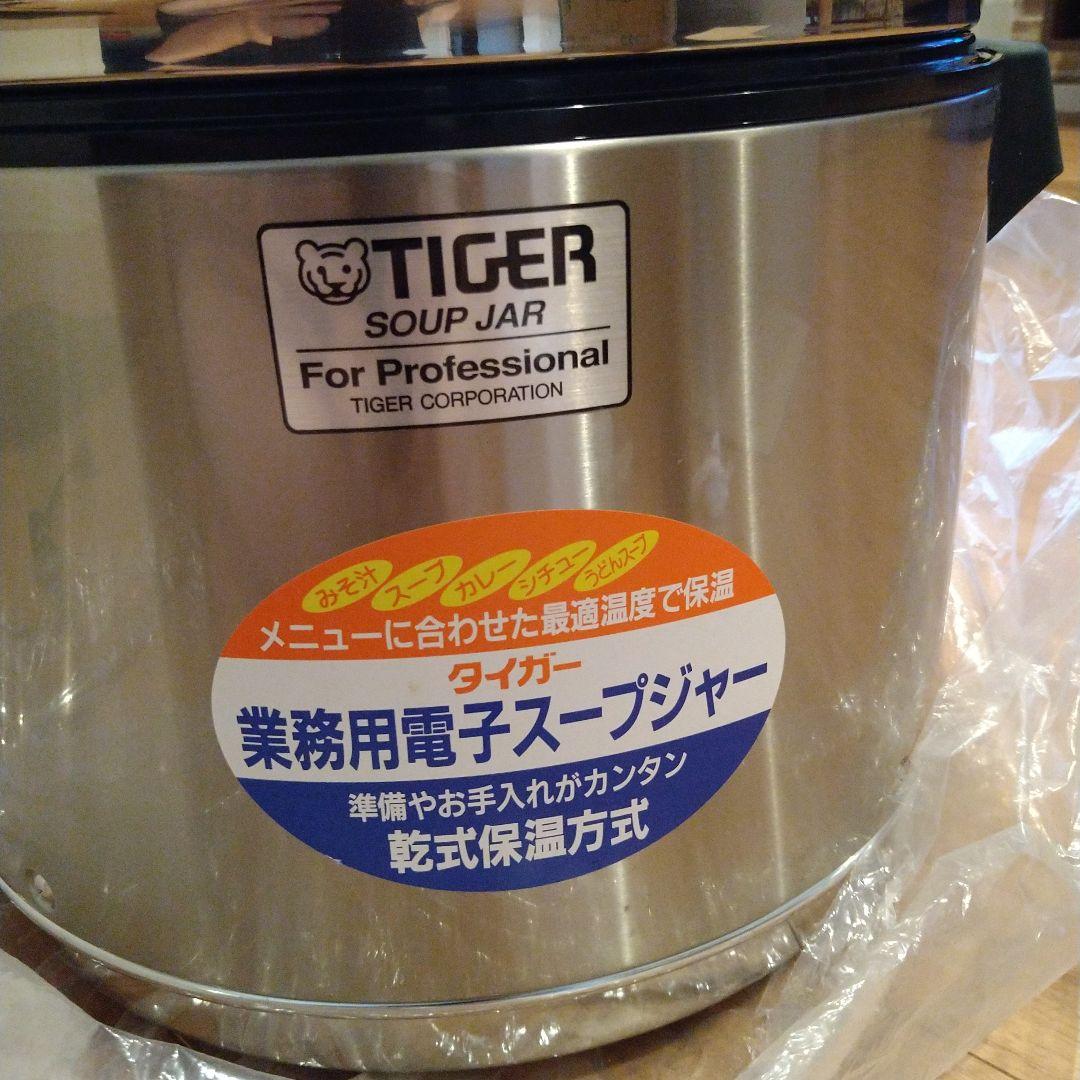 TIGER
SOUP JAR
For Professional
TIGER CORPORATION
みそ汁 スープ カレー シチュー うどんスープ
メニューに合わせた最適温度で保温
タイガー
業務用電子スープジャー
準備やお手入れがカンタン
乾式保温方式